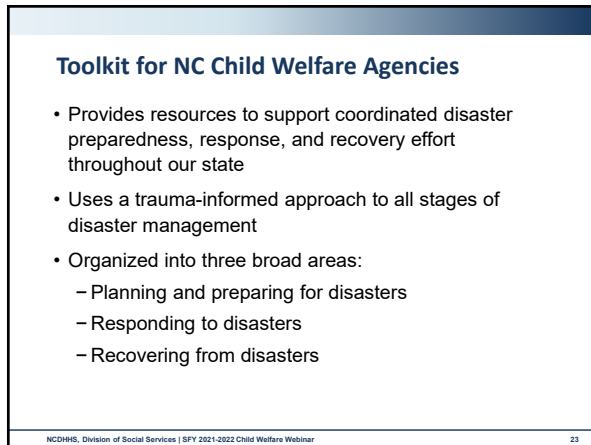 Toolkit for NC Child Welfare Agencies
• Provides resources to support coordinated disaster
preparedness, response, and recovery effort
throughout our state
• Uses a trauma-informed approach to all stages of
disaster management
• Organized into three broad areas:
− Planning and preparing for disasters
− Responding to disasters
− Recovering from disasters
NCDHHS, Division of Social Services | SFY 2021-2022 Child Welfare Webinar 23